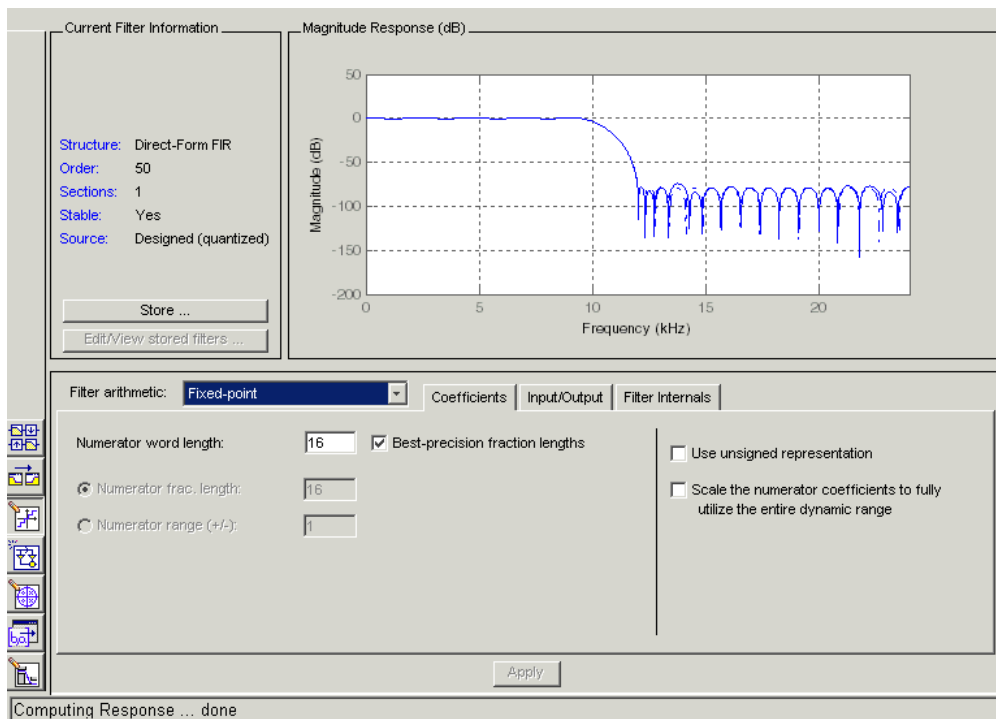 Current Filter Information
Structure: Direct-Form FIR
Order: 50
Sections: 1
Stable: Yes
Source: Designed (quantized)
Store ...
Edit/View stored filters ...
Magnitude Response (dB)
50
0
-50
-100
-150
-200
Magnitude (dB)
0 5 10 15 20
Frequency (kHz)
Filter arithmetic: Fixed-point
Coefficients Input/Output Filter Internals
Numerator word length: 16 Best-precision fraction lengths
Numerator frac. length: 16
Numerator range (+/-): 1
Use unsigned representation
Scale the numerator coefficients to fully
utilize the entire dynamic range
[b,a]
Apply
Computing Response ... done